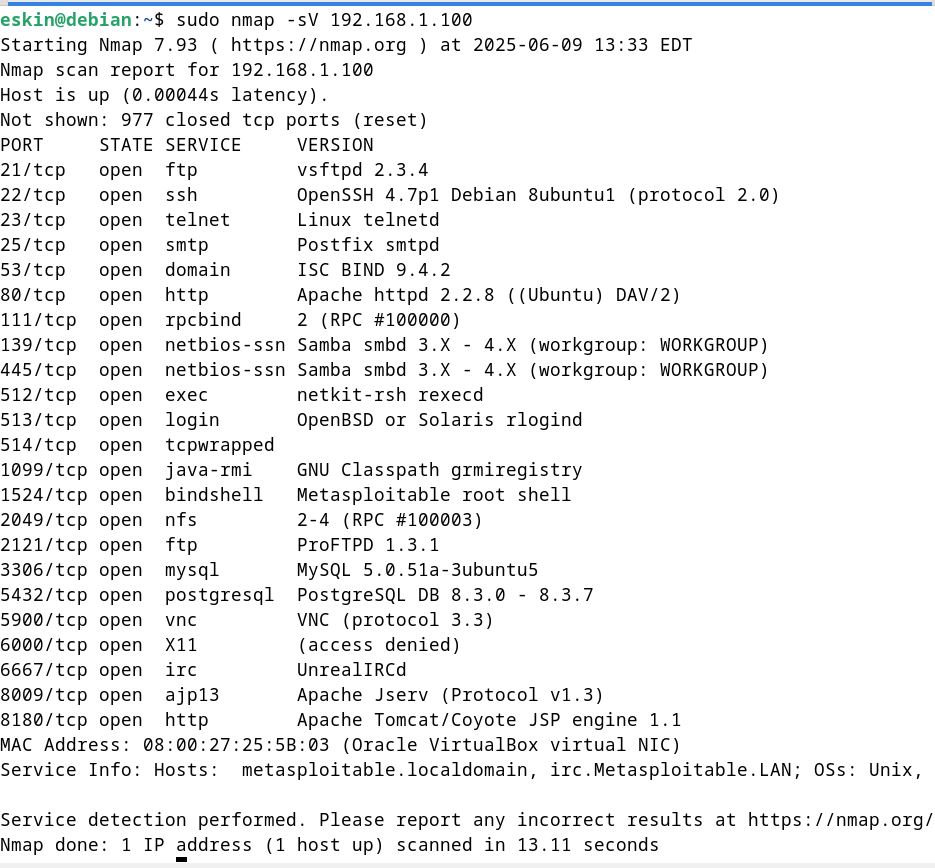 eskin@debian:~$ sudo nmap -sV 192.168.1.100
Starting Nmap 7.93 ( https://nmap.org ) at 2025-06-09 13:33 EDT
Nmap scan report for 192.168.1.100
Host is up (0.00044s latency).
Not shown: 977 closed tcp ports (reset)
PORT     STATE SERVICE     VERSION
21/tcp   open  ftp         vsftpd 2.3.4
22/tcp   open  ssh         OpenSSH 4.7p1 Debian 8ubuntu1 (protocol 2.0)
23/tcp   open  telnet      Linux telnetd
25/tcp   open  smtp        Postfix smtpd
53/tcp   open  domain      ISC BIND 9.4.2
80/tcp   open  http        Apache httpd 2.2.8 ((Ubuntu) DAV/2)
111/tcp  open  rpcbind     2 (RPC #100000)
139/tcp  open  netbios-ssn Samba smbd 3.X - 4.X (workgroup: WORKGROUP)
445/tcp  open  netbios-ssn Samba smbd 3.X - 4.X (workgroup: WORKGROUP)
512/tcp  open  exec        netkit-rsh rexecd
513/tcp  open  login       OpenBSD or Solaris rlogind
514/tcp  open  tcpwrapped
1099/tcp open  java-rmi    GNU Classpath grmiregistry
1524/tcp open  bindshell   Metasploitable root shell
2049/tcp open  nfs         2-4 (RPC #100003)
2121/tcp open  ftp         ProFTPD 1.3.1
3306/tcp open  mysql       MySQL 5.0.51a-3ubuntu5
5432/tcp open  postgresql  PostgreSQL DB 8.3.0 - 8.3.7
5900/tcp open  vnc         VNC (protocol 3.3)
6000/tcp open  X11         (access denied)
6667/tcp open  irc         UnrealIRCd
8009/tcp open  ajp13       Apache Jserv (Protocol v1.3)
8180/tcp open  http        Apache Tomcat/Coyote JSP engine 1.1
MAC Address: 08:00:27:25:5B:03 (Oracle VirtualBox virtual NIC)
Service Info: Hosts:  metasploitable.localdomain, irc.Metasploitable.LAN; OSs: Unix,
Service detection performed. Please report any incorrect results at https://nmap.org/
Nmap done: 1 IP address (1 host up) scanned in 13.11 seconds